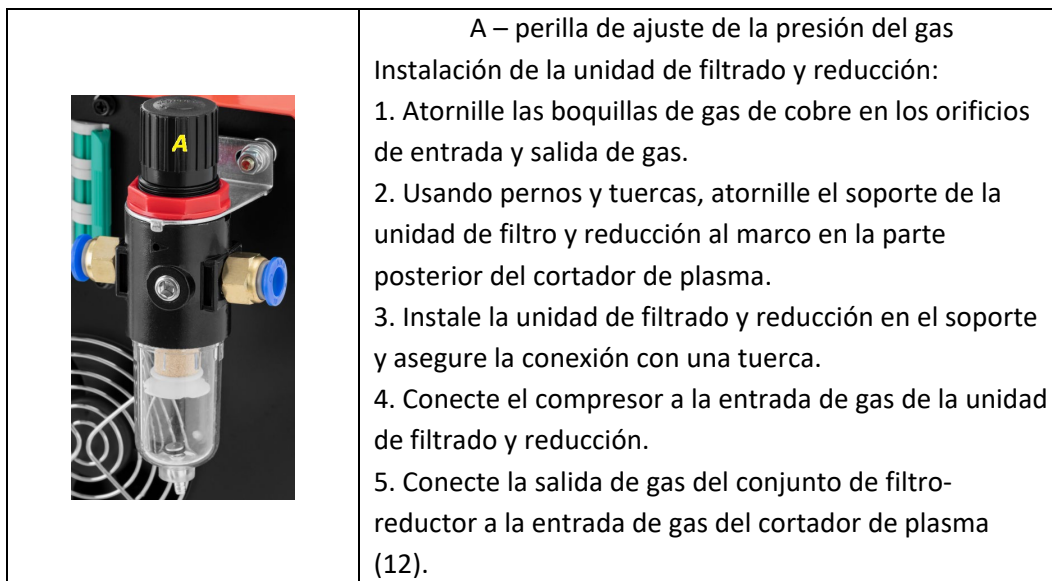 A
A – perilla de ajuste de la presión del gas
Instalación de la unidad de filtrado y reducción:
1. Atornille las boquillas de gas de cobre en los orificios
de entrada y salida de gas.
2. Usando pernos y tuercas, atornille el soporte de la
unidad de filtro y reducción al marco en la parte
posterior del cortador de plasma.
3. Instale la unidad de filtrado y reducción en el soporte
y asegure la conexión con una tuerca.
4. Conecte el compresor a la entrada de gas de la unidad
de filtrado y reducción.
5. Conecte la salida de gas del conjunto de filtro-
reductor a la entrada de gas del cortador de plasma
(12).